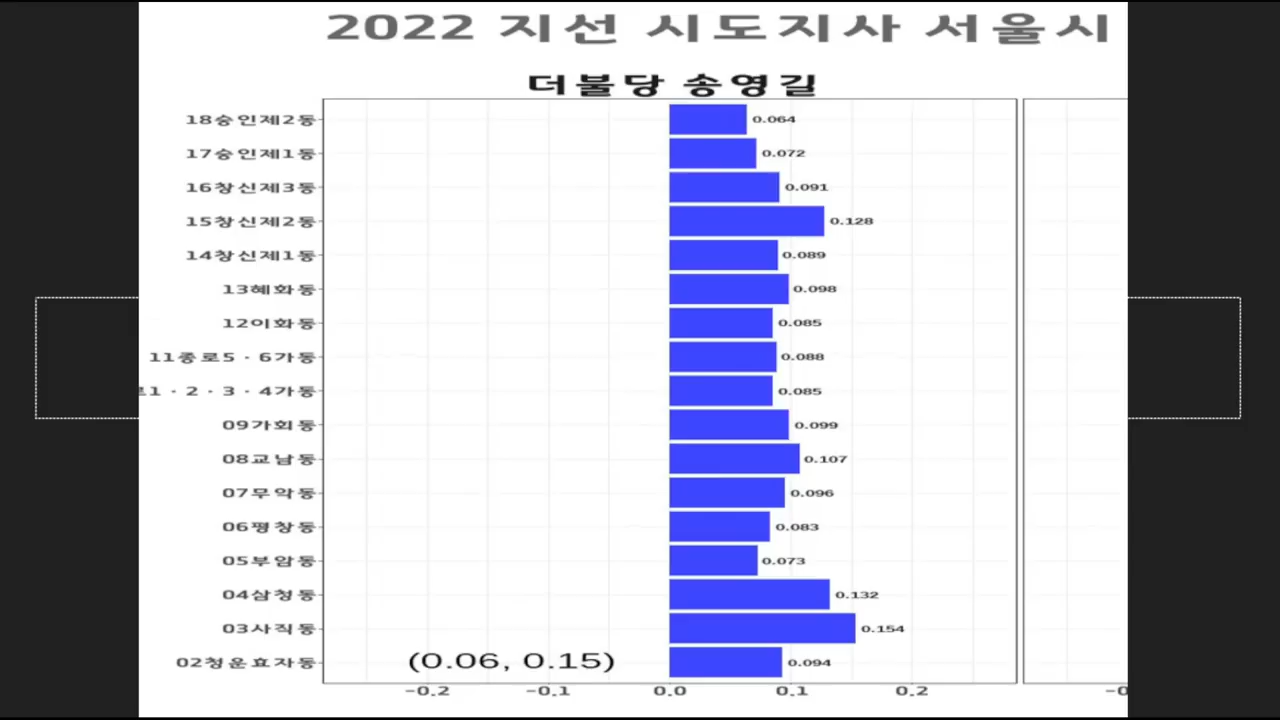 2022 지선 시도지사 서울시
더불당 송영길
18숭인제2동 0.064
17숭인제1동 0.072
16창신제3동 0.091
15창신제2동 0.128
14창신제1동 0.089
13혜화동 0.098
12이화동 0.085
11종로5·6가동 0.088
1·2·3·4가동 0.085
09가회동 0.099
08교남동 0.107
07무악동 0.096
06평창동 0.083
05부암동 0.073
04삼청동 0.132
03사직동 0.154
02청운효자동 (0.06, 0.15) 0.094
-0.2 -0.1 0.0 0.1 0.2 -0